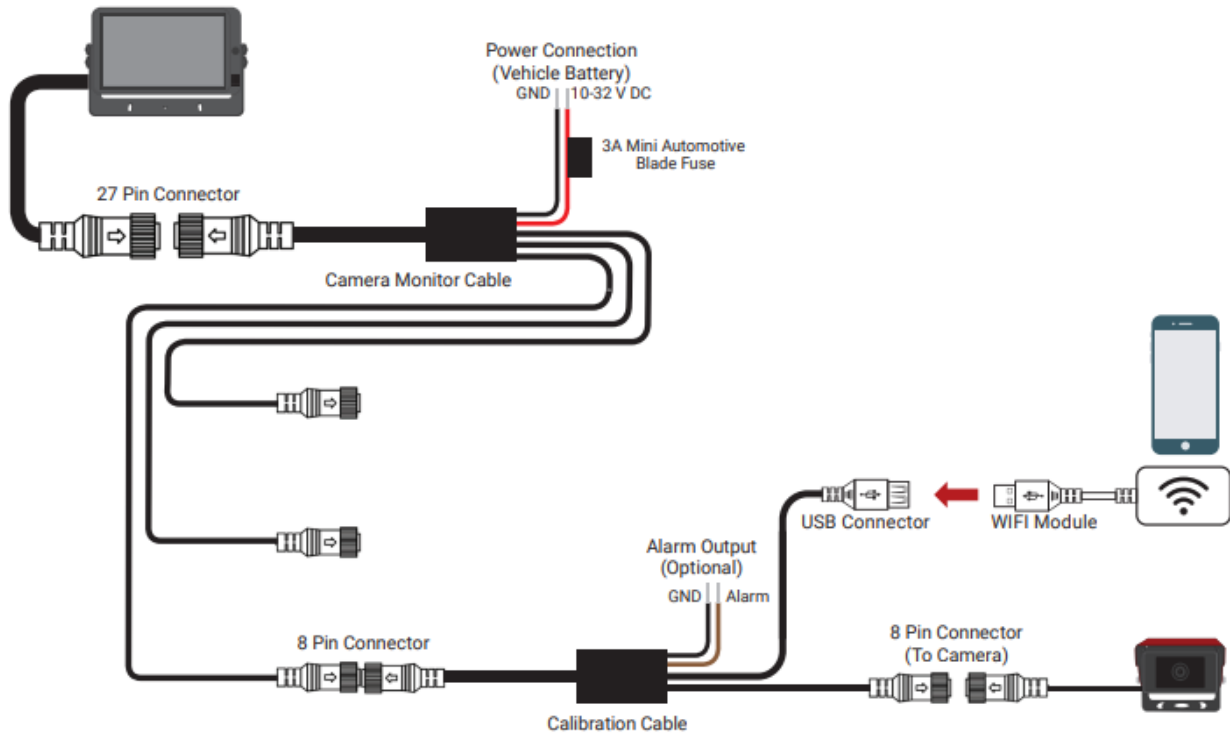 Power Connection
(Vehicle Battery)
GND 10-32 V DC
3A Mini Automotive
Blade Fuse
27 Pin Connector
Camera Monitor Cable
USB Connector
WIFI Module
Alarm Output
(Optional)
GND Alarm
8 Pin Connector
8 Pin Connector
(To Camera)
Calibration Cable